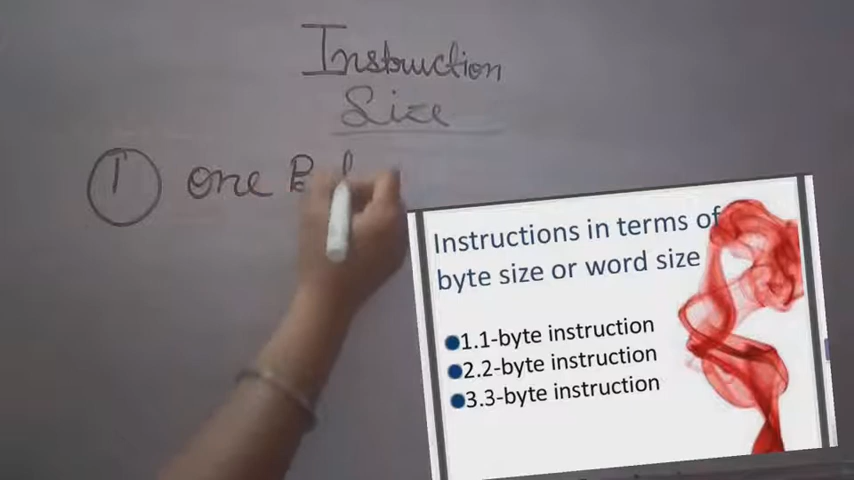 Instruction
Size
1 one
Instructions in terms of
byte size or word size
1.1-byte instruction
2.2-byte instruction
3.3-byte instruction